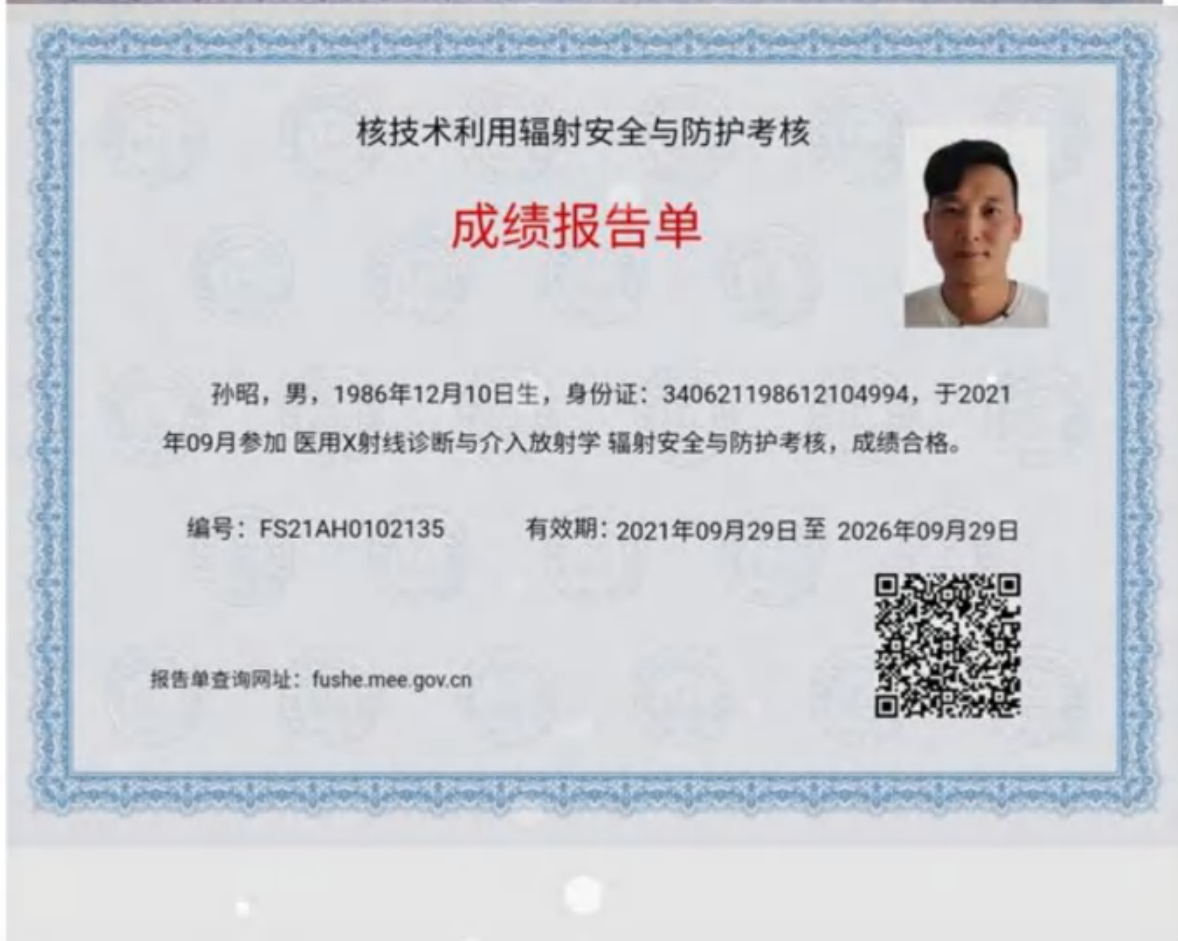 核技术利用辐射安全与防护考核
成绩报告单
孙昭，男，1986年12月10日生，身份证：340621198612104994，于2021
年09月参加 医用X射线诊断与介入放射学 辐射安全与防护考核，成绩合格。
编号：FS21AH0102135 有效期：2021年09月29日 至 2026年09月29日
报告单查询网址：fushe.mee.gov.cn